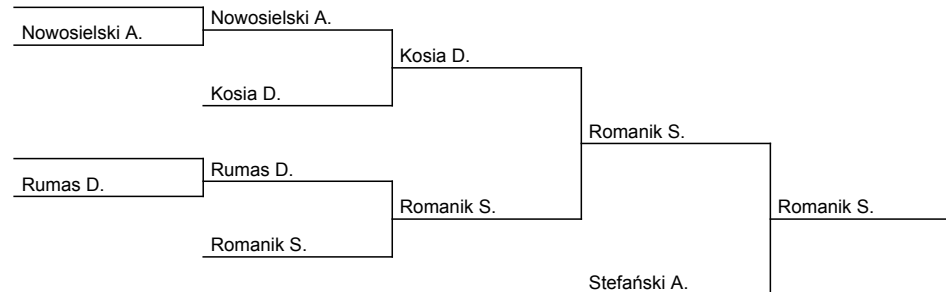 Nowosielski A.
Nowosielski A.
Kosia D.
Kosia D.
Romanik S.
Rumas D.
Rumas D.
Romanik S.
Romanik S.
Romanik S.
Stefański A.